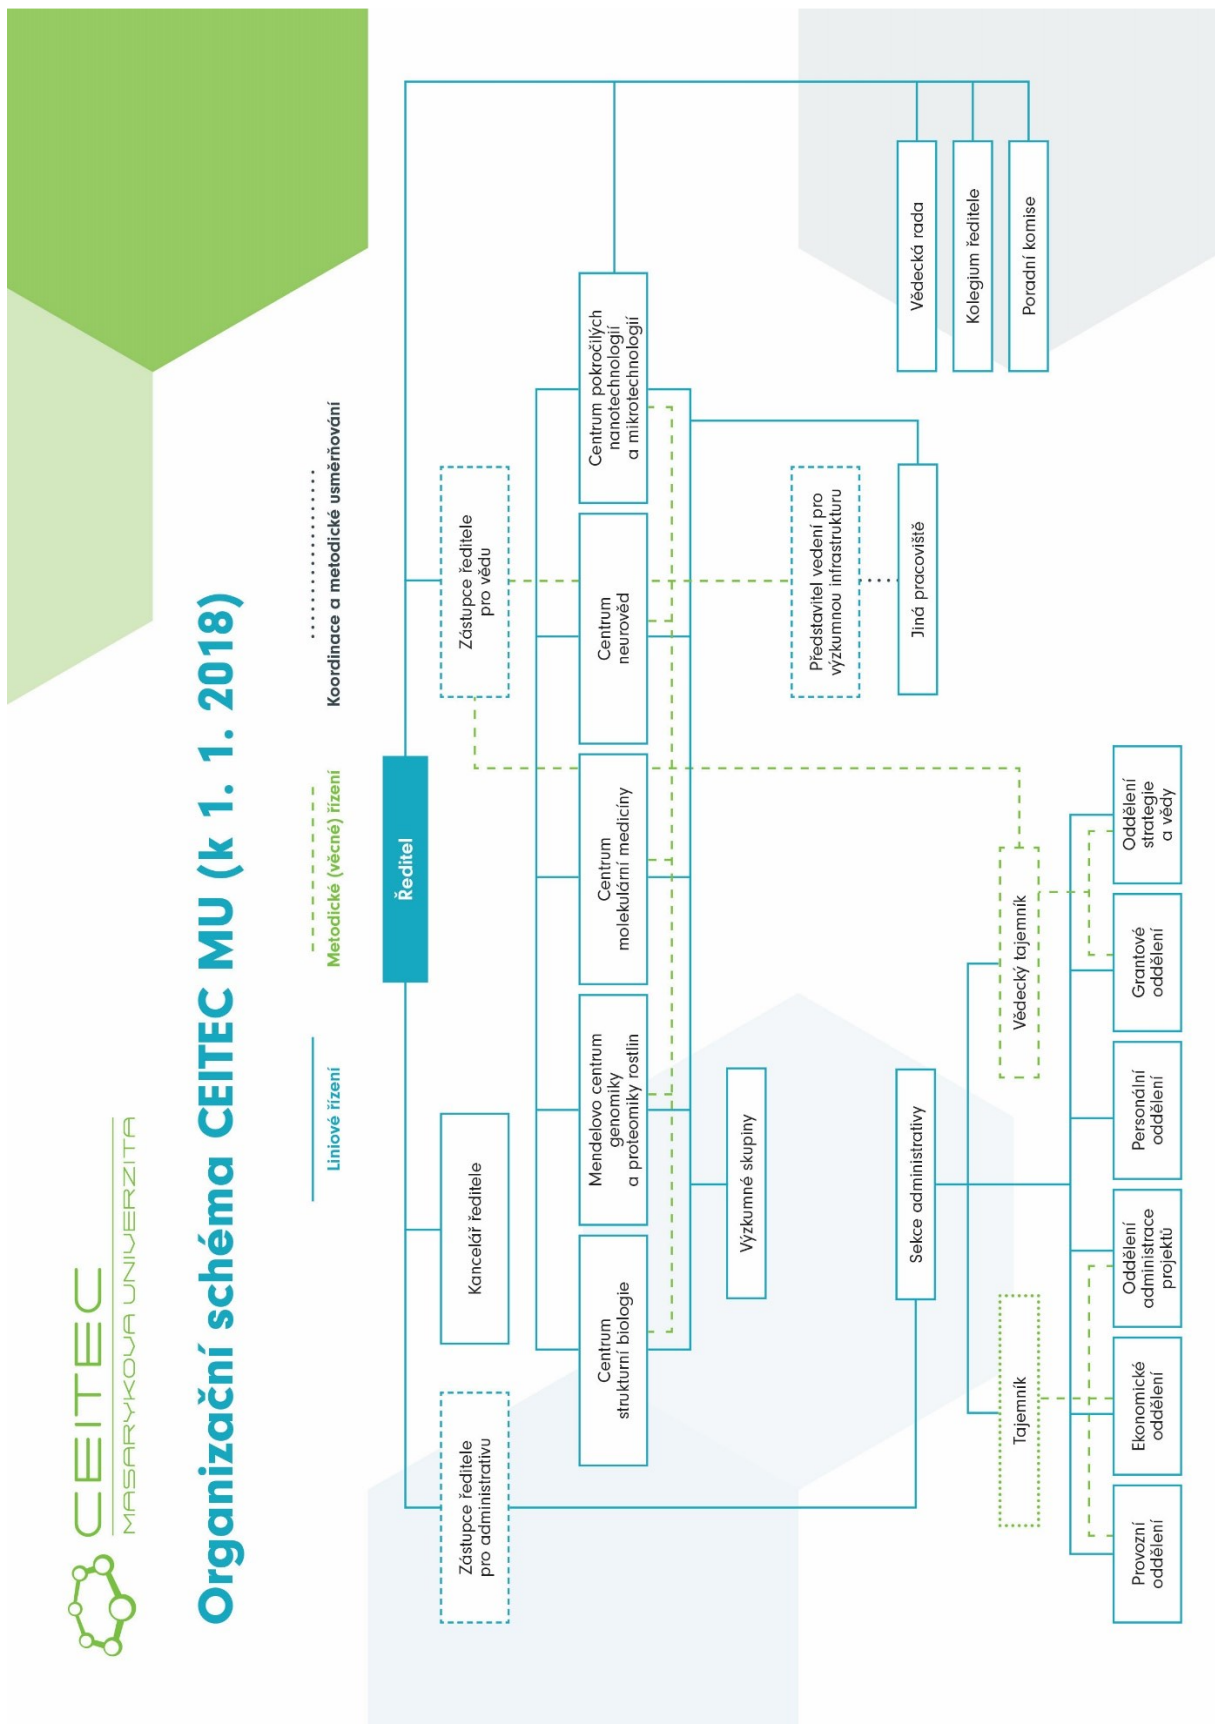 CEITEC
MASARYKOVA UNIVERZITA
Organizační schéma CEITEC MU (k 1. 1. 2018)
Liniové řízení
Metodické (věcné) řízení
Koordinace a metodické usměrňování
Ředitel
Zástupce ředitele
pro administrativu
Kancelář ředitele
Zástupce ředitele
pro vědu
Centrum
strukturní biologie
Mendelovo centrum
genomiky
a proteomiky rostlin
Centrum
molekulární medicíny
Centrum
neurověd
Centrum pokročilých
nanotechnologií
a mikrotechnologií
Výzkumné skupiny
Představitel vedení pro
výzkumnou infrastrukturu
Sekce administrativy
Jiná pracoviště
Vědecká rada
Kolegium ředitele
Poradní komise
Tajemník
Vědecký tajemník
Provozní
oddělení
Ekonomické
oddělení
Oddělení
administrace
projektů
Personální
oddělení
Grantové
oddělení
Oddělení
strategie
a vědy